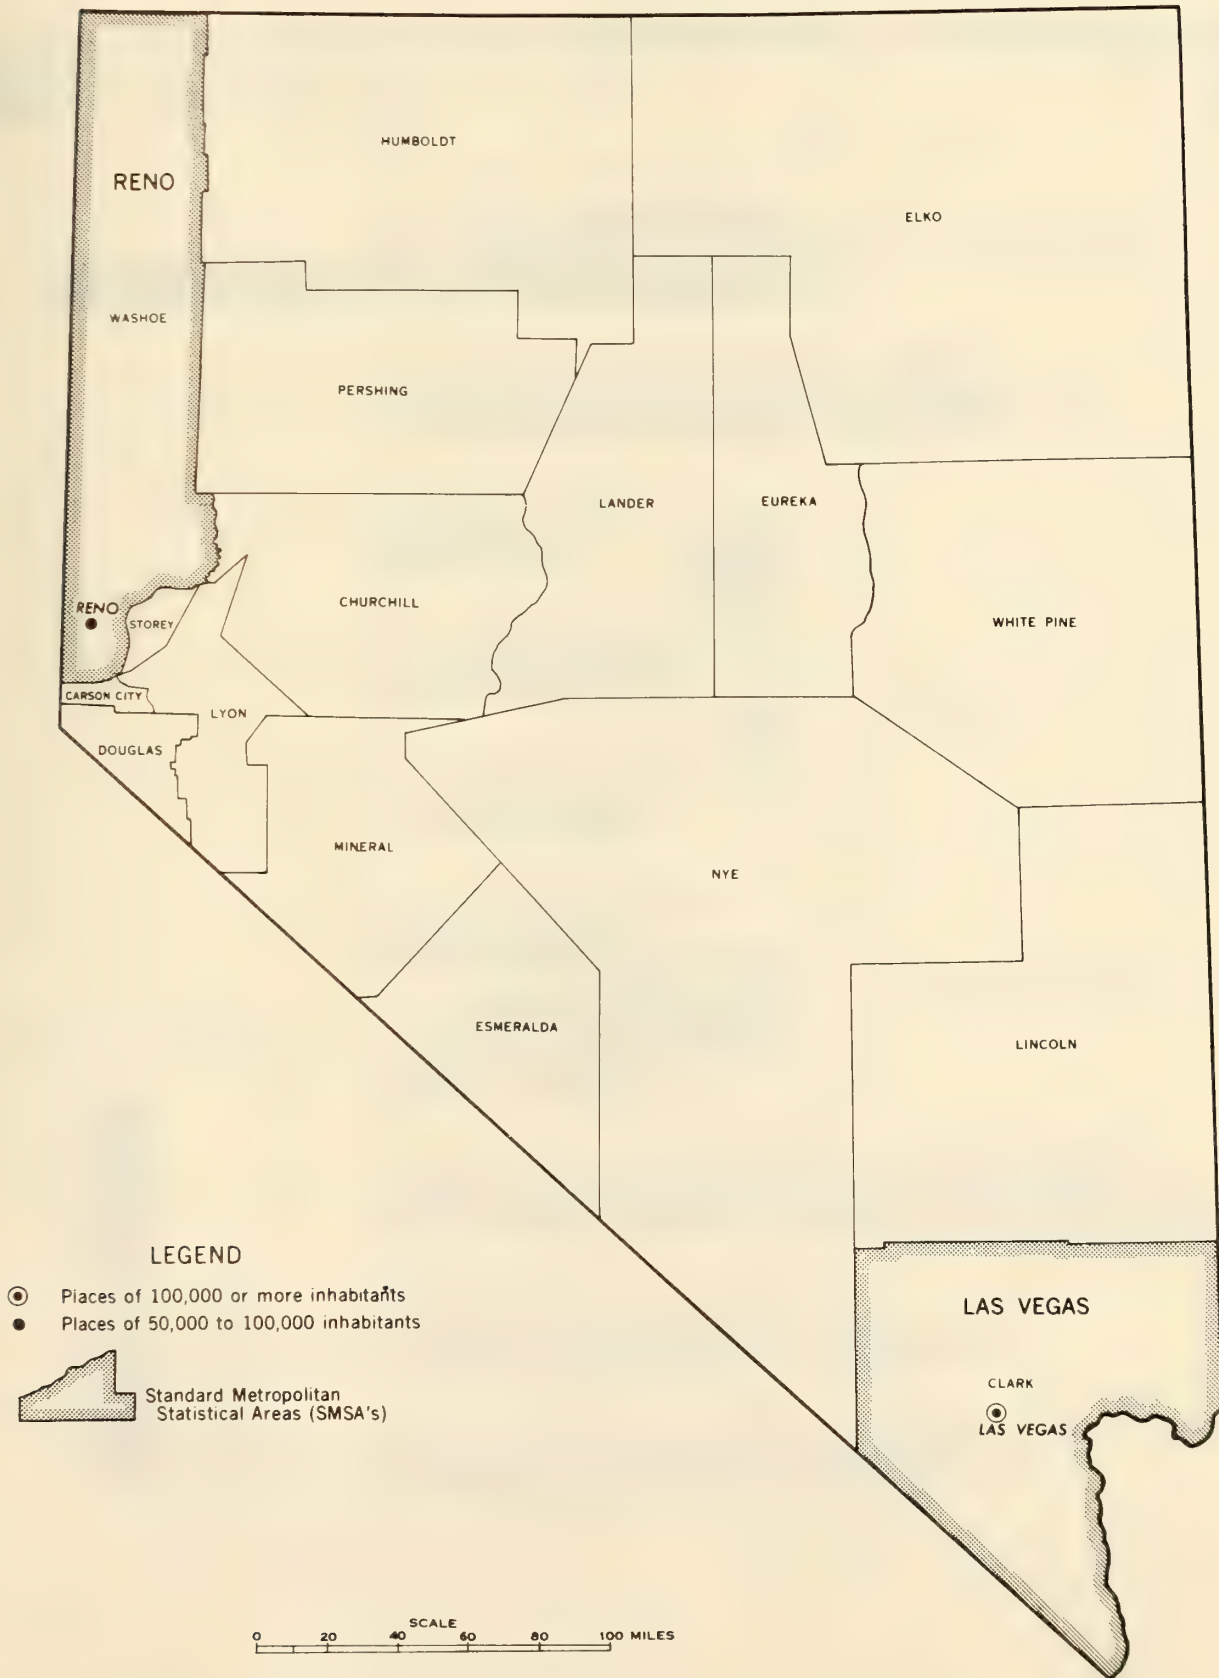 HUMBOLDT
RENO
ELKO
WASHOE
PERSHING
LANDER
EUREKA
CHURCHILL
RENO
STOREY
WHITE PINE
CARSON CITY
LYON
DOUGLAS
MINERAL
NYE
ESMERALDA
LINCOLN
LEGEND
Places of 100,000 or more inhabitants
Places of 50,000 to 100,000 inhabitants
Standard Metropolitan
Statistical Areas (SMSA's)
LAS VEGAS
CLARK
LAS VEGAS
SCALE
0 20 40 60 80 100 MILES